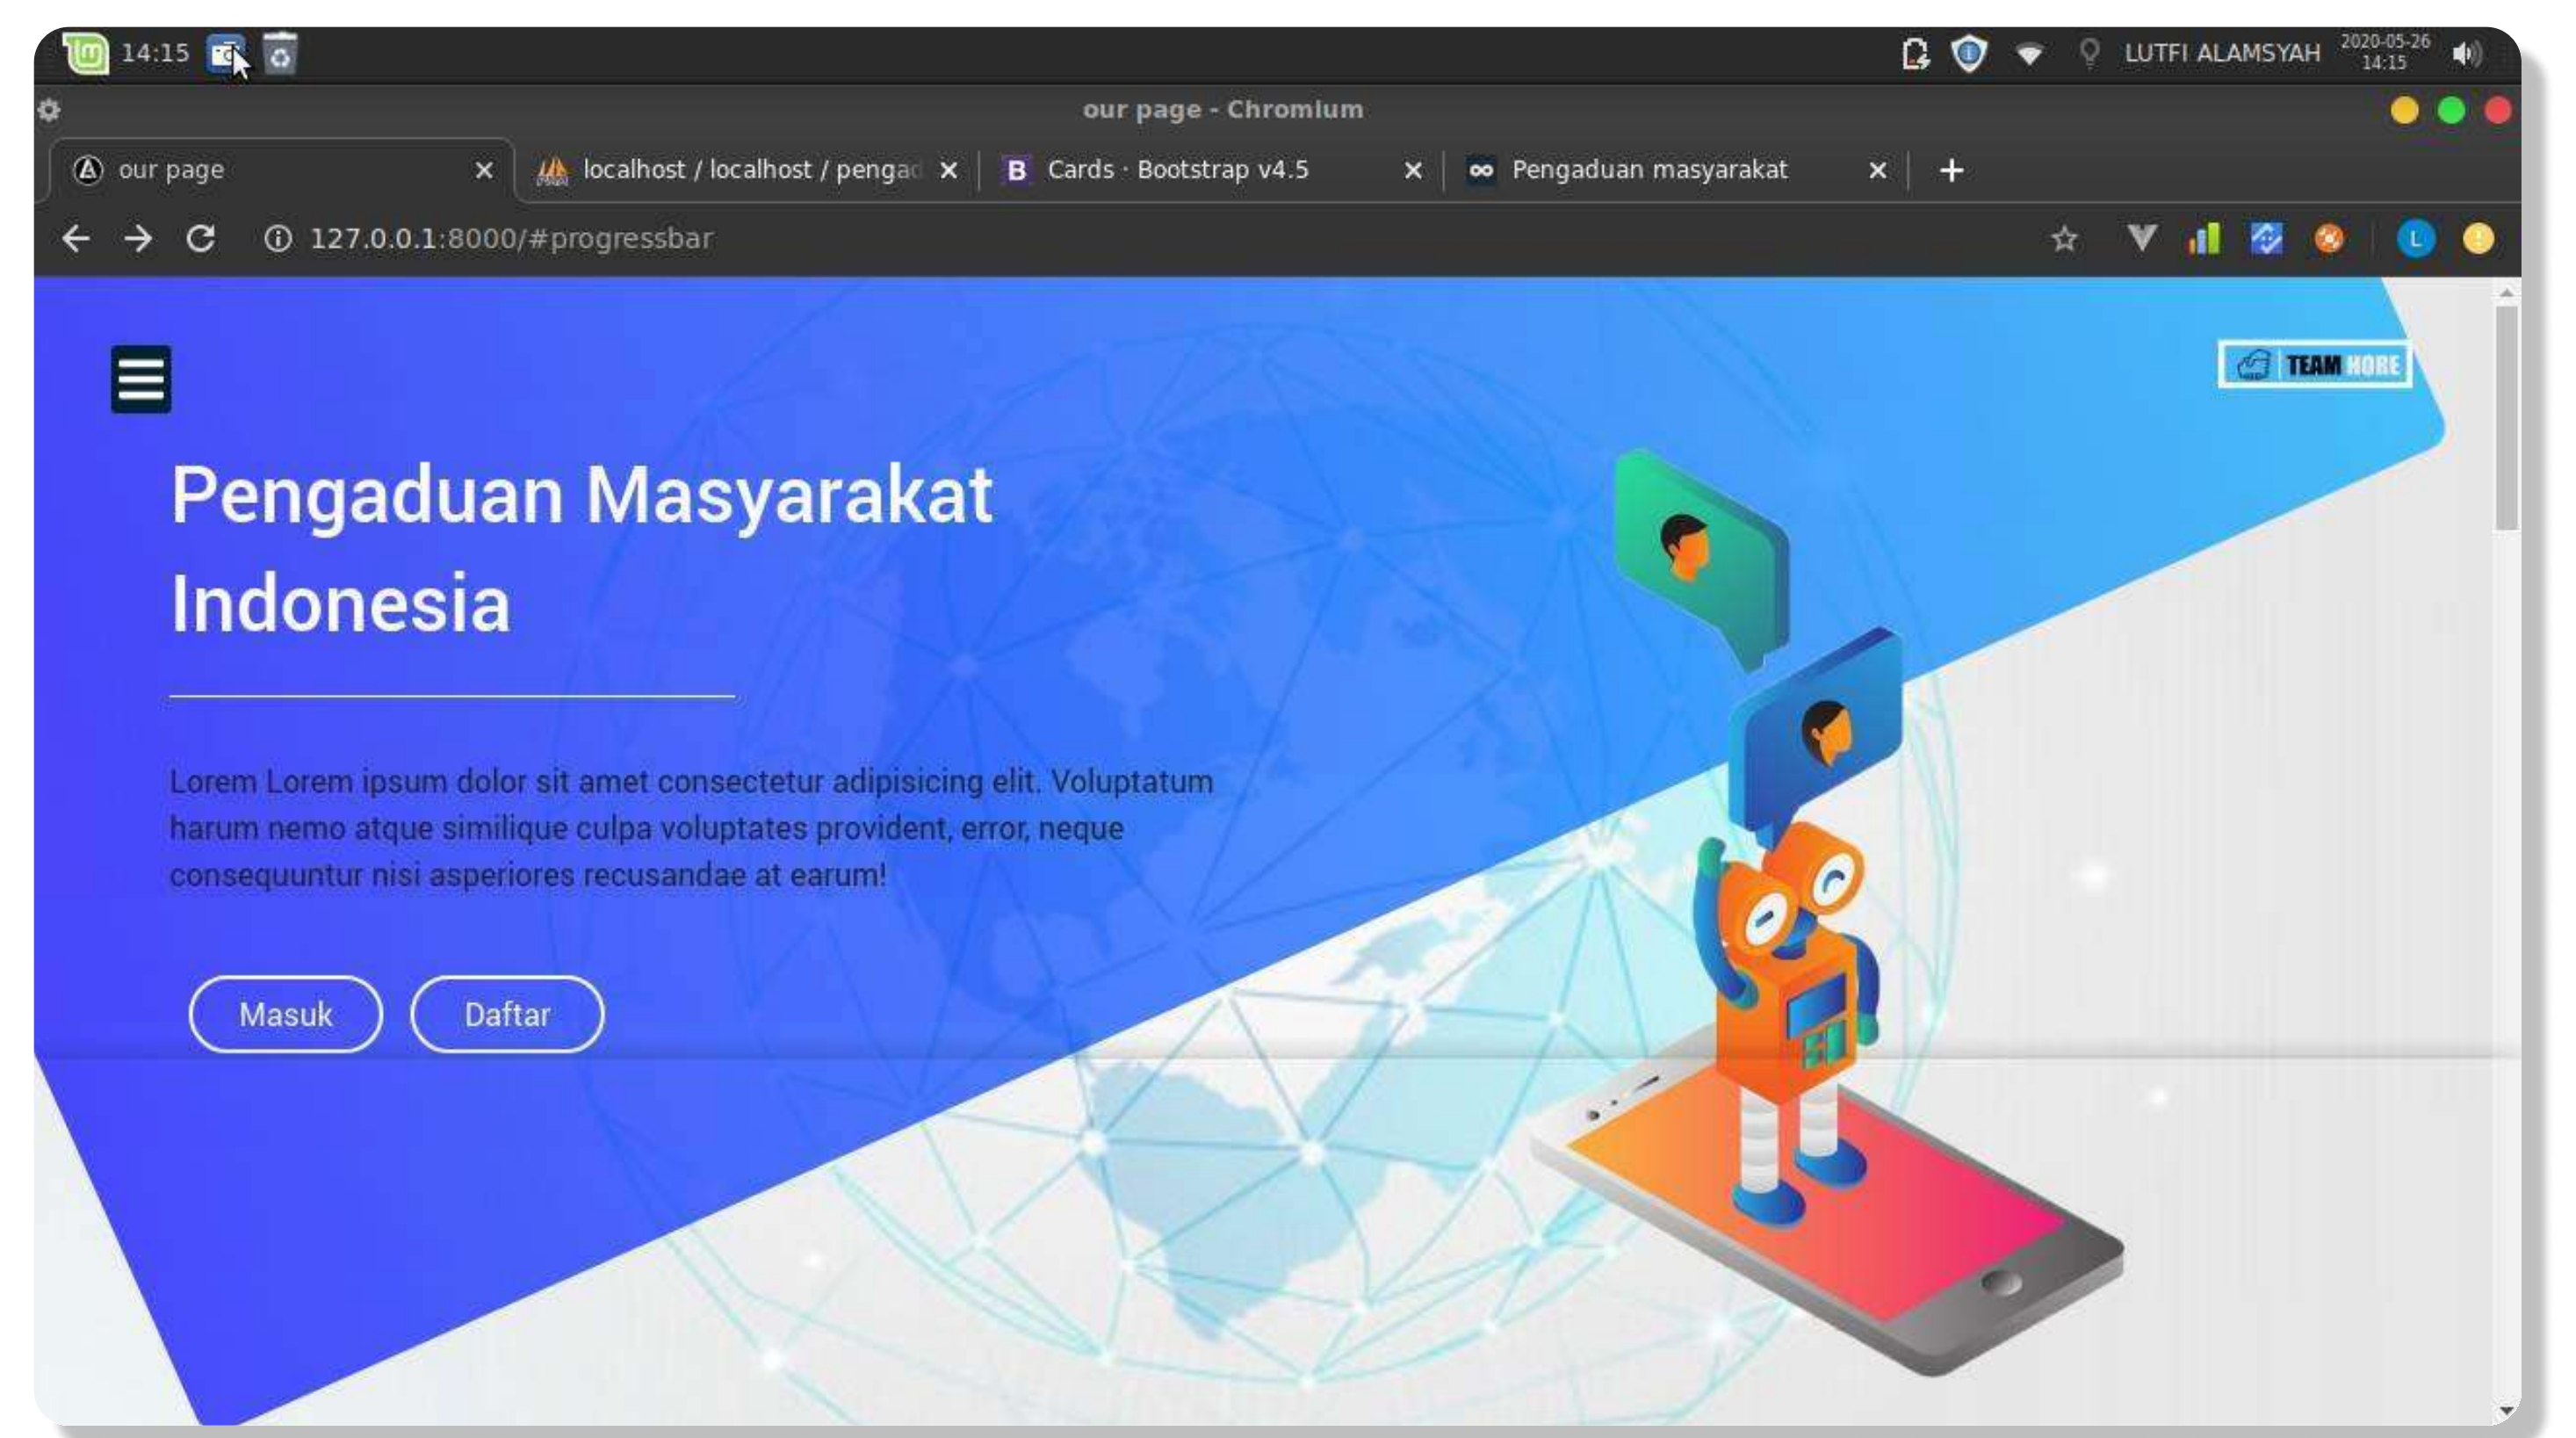 14:15
LUTFI ALAMSYAH
2020-05-26
14:15
our page - Chromium
our page
localhost / localhost / pengad
Cards · Bootstrap v4.5
Pengaduan masyarakat
127.0.0.1:8000/#progressbar
L
TEAM HORE
Pengaduan Masyarakat
Indonesia
Lorem Lorem ipsum dolor sit amet consectetur adipisicing elit. Voluptatum
harum nemo atque similique culpa voluptates provident, error, neque
consequuntur nisi asperiores recusandae at earum!
Masuk
Daftar